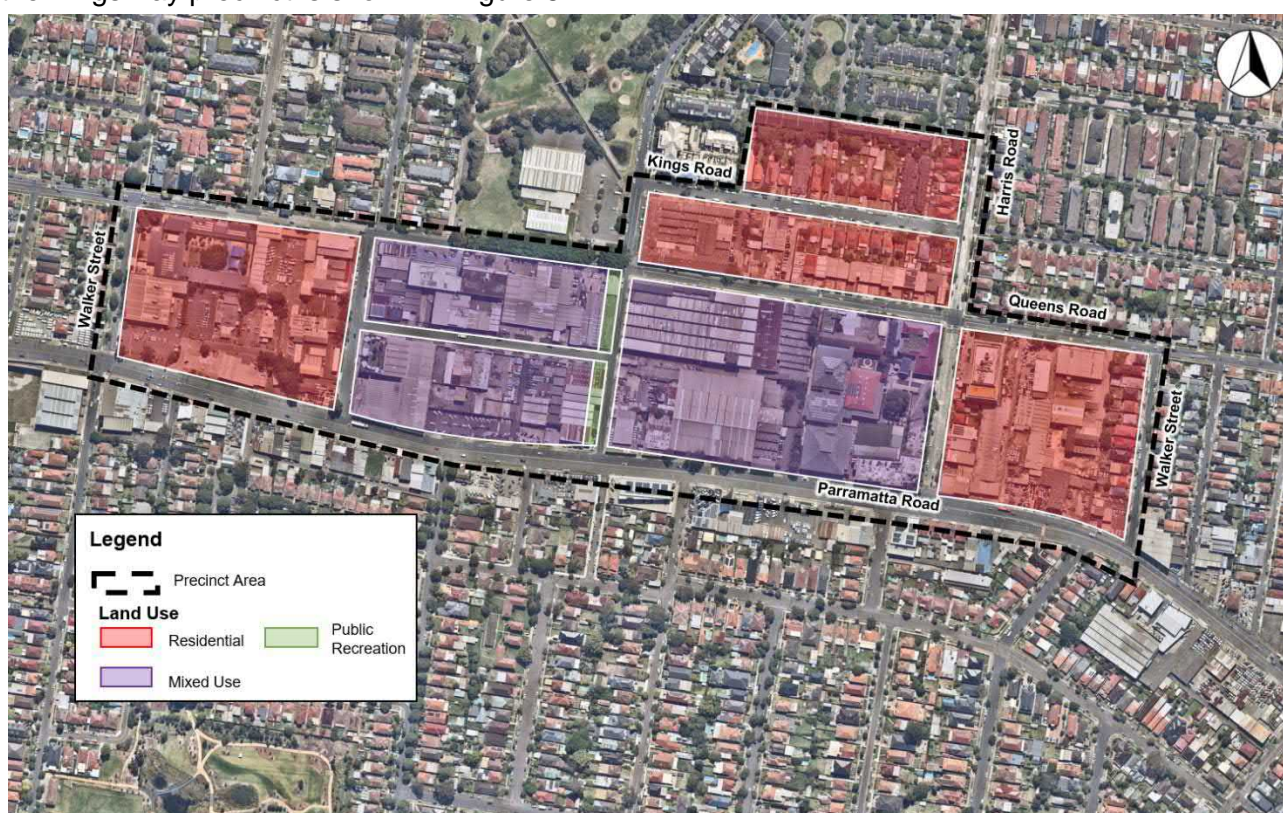 Kings Road
Harris Road
Walker Street
Queens Road
Walker Street
Parramatta Road
Legend
Precinct Area
Land Use
Residential
Public
Recreation
Mixed Use